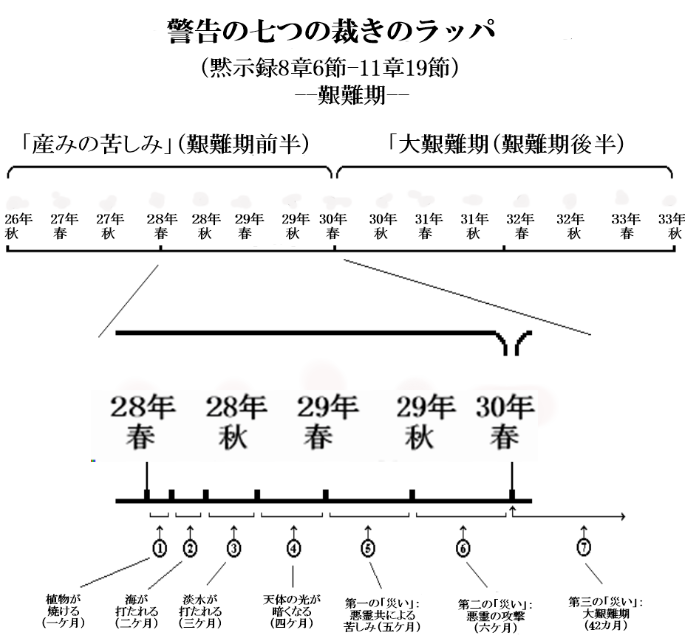 警告の七つの裁きのラッパ
(黙示録8章6節−11章19節)
−−艱難期−−
「産みの苦しみ」(艱難期前半)
「大艱難期(艱難期後半)
26年 27年 27年 28年 28年 29年 29年 30年 30年 31年 31年 32年 32年 33年 33年
秋 春 秋 春 秋 春 秋 春 秋 春 秋 春 秋 春 秋
28年 28年 29年 29年 30年
春 秋 春 秋 春
① ② ③ ④ ⑤ ⑥ ⑦
植物が
焼ける
(一ケ月)
海が
打たれる
(二ケ月)
淡水が
打たれる
(三ケ月)
天体の光が
暗くなる
(四ケ月)
第一の「災い」:
悪霊共による
苦しみ(五ケ月)
第二の「災い」:
悪霊の攻撃
(六ケ月)
第三の「災い」:
大艱難期
(42カ月)